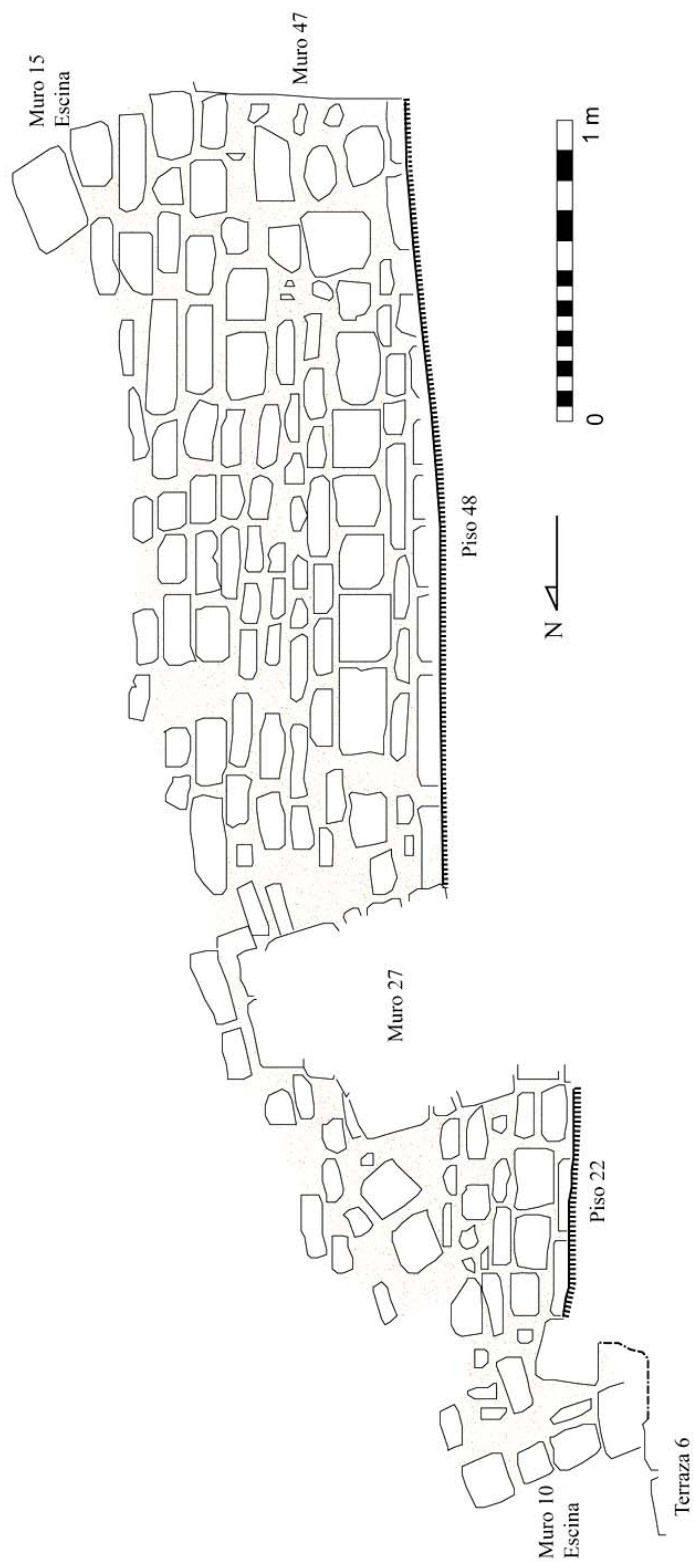 Muro 10
Escina
Terraza 6
Piso 22
Muro 27
Piso 48
Muro 15
Escina
Muro 47
N
0
1 m